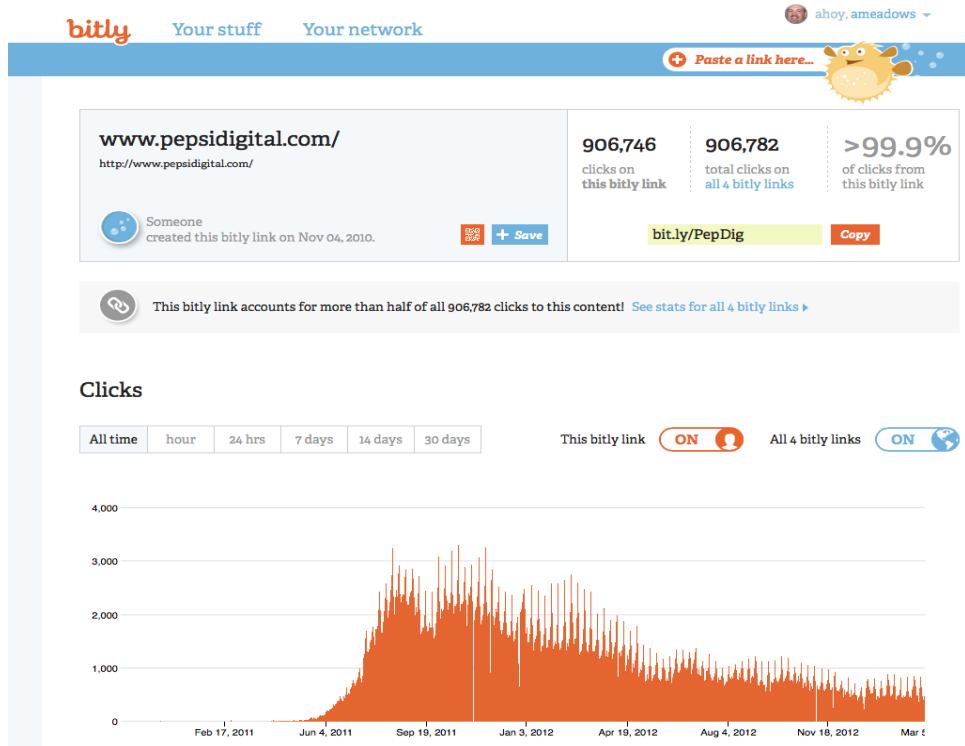 bitly Your stuff Your network ahoy, ameadows
Paste a link here...
www.pepsidigital.com/
http://www.pepsidigital.com/
906,746
clicks on
this bitly link
906,782
total clicks on
all 4 bitly links
>99.9%
of clicks from
this bitly link
Someone
created this bitly link on Nov 04, 2010.
+ Save
bit.ly/PepDig
Copy
This bitly link accounts for more than half of all 906,782 clicks to this content! See stats for all 4 bitly links
Clicks
All time hour 24 hrs 7 days 14 days 30 days
This bitly link ON All 4 bitly links ON
4,000
3,000
2,000
1,000
0
Feb 17, 2011 Jun 4, 2011 Sep 19, 2011 Jan 3, 2012 Apr 19, 2012 Aug 4, 2012 Nov 18, 2012 Mar